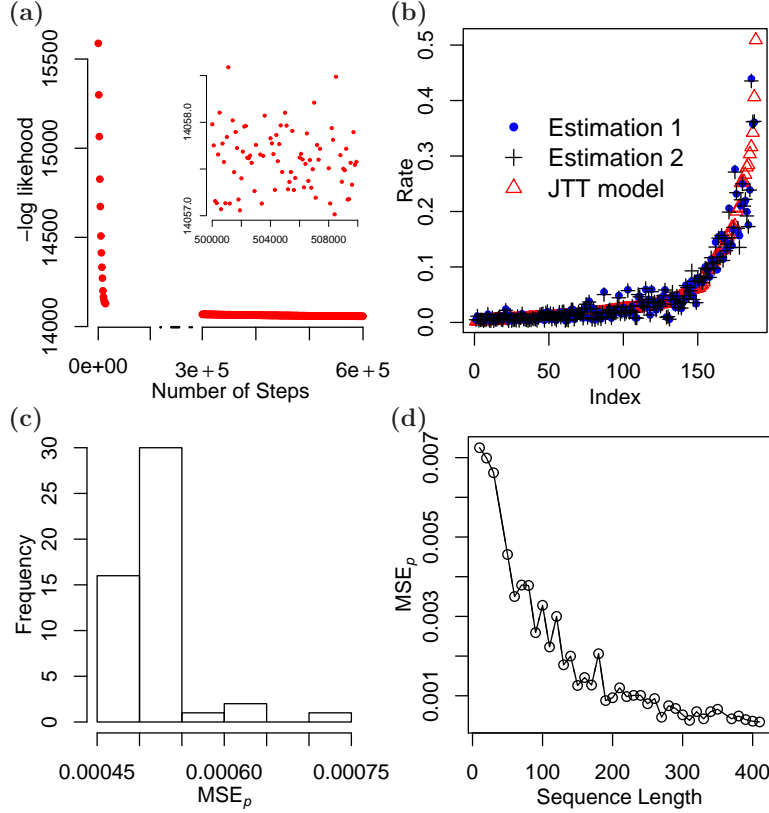 (a)
−log likehood
15500
15000
14500
14000
0e+00
3e+5
6e+5
Number of Steps
14058.0
14057.0
500000
504000
508000
(b)
Rate
0.5
0.4
0.3
0.2
0.1
0.0
Estimation 1
Estimation 2
JTT model
0
50
100
150
Index
(c)
Frequency
30
25
20
15
10
5
0
0.00045
0.00060
0.00075
MSEp
(d)
MSEp
0.007
0.005
0.003
0.001
0
100
200
300
400
Sequence Length